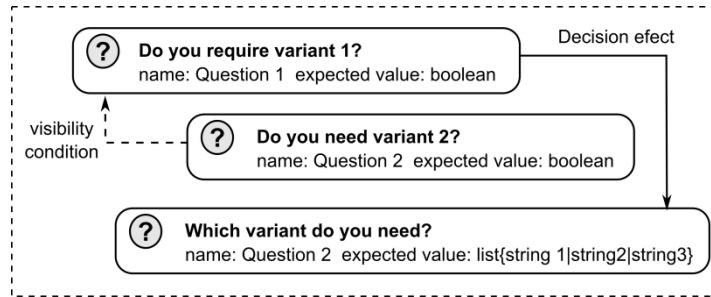 Decision efect
?
Do you require variant 1?
name: Question 1 expected value: boolean
visibility
condition
?
Do you need variant 2?
name: Question 2 expected value: boolean
?
Which variant do you need?
name: Question 2 expected value: list{string 1|string2|string3}